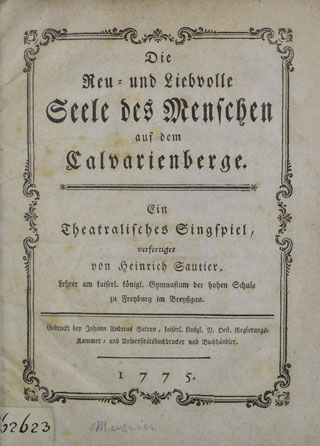 Die
Reu- und Liebvolle
Seele des Menschen
auf dem
Calvarienberge.
Ein
Theatralisches Singspiel,
verfertiget
von Heinrich Sautier,
Lehrer am kaiserl. königl. Gymnasium der hohen Schule
zu Freyburg im Breyßgau.
Gedruckt bey Johann Andreas Satron, kaiserl. königl. V. Oest. Regierungs-
Kammer- und Universitätsbuchdrucker und Buchhändler.
1775.
62623